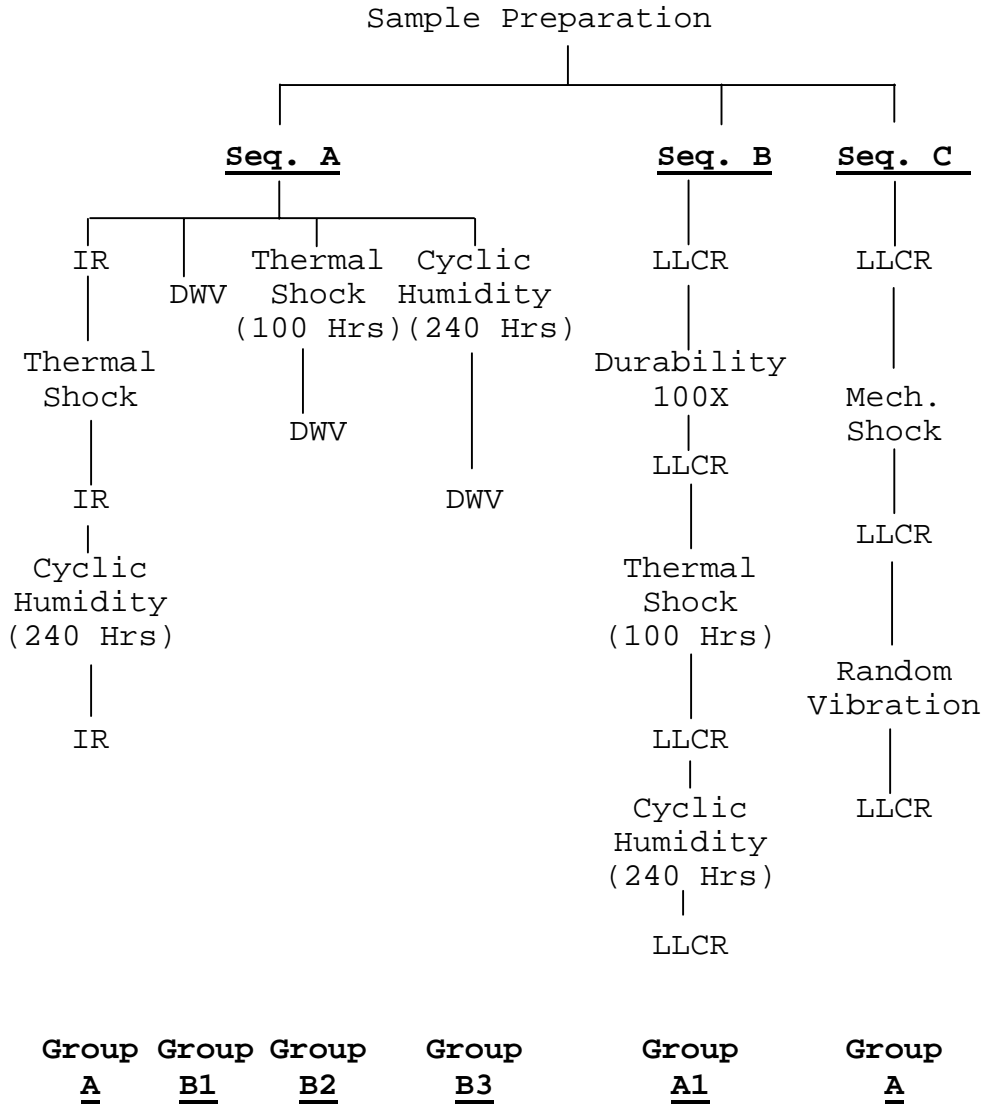 Sample Preparation
Seq. A Seq. B Seq. C
IR Thermal Cyclic LLCR LLCR
DWV Shock Humidity
(100 Hrs) (240 Hrs)
Thermal Durability
Shock 100X Mech.
DWV Shock
LLCR
IR DWV
LLCR
Cyclic Thermal
Humidity Shock
(240 Hrs) (100 Hrs)
Random
Vibration
IR LLCR
Cyclic LLCR
Humidity
(240 Hrs)
LLCR
Group Group Group Group Group Group
A B1 B2 B3 A1 A